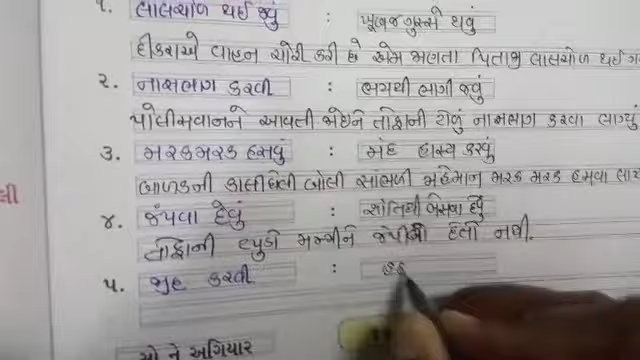 ૧. લાલચોળ થઈ જવું : ખૂબજ ગુસ્સે થવું
દીકરાએ વાહન ચોરી કરી છે એમ જાણતા પિતાજી લાલચોળ થઈ
૨. નાસભાગ કરવી : ભયથી ભાગી જવું
પોલીસવાનને આવતી જોઈને તોફાની ટોળું નાસભાગ કરવા લાગ્યું
૩. મરકમરક હસવું : મંદ હાસ્ય કરવું
બાળકની કાલીઘેલી બોલી સાંભળી મહેમાન મરક મરક હસવા
૪. જંપવા દેવું : શાંતિથી બેસવા દેવું
તોફાની ટપુડો મમ્મીને હતો નથી.
૫. જીદ કરવી :
ને અગિયાર